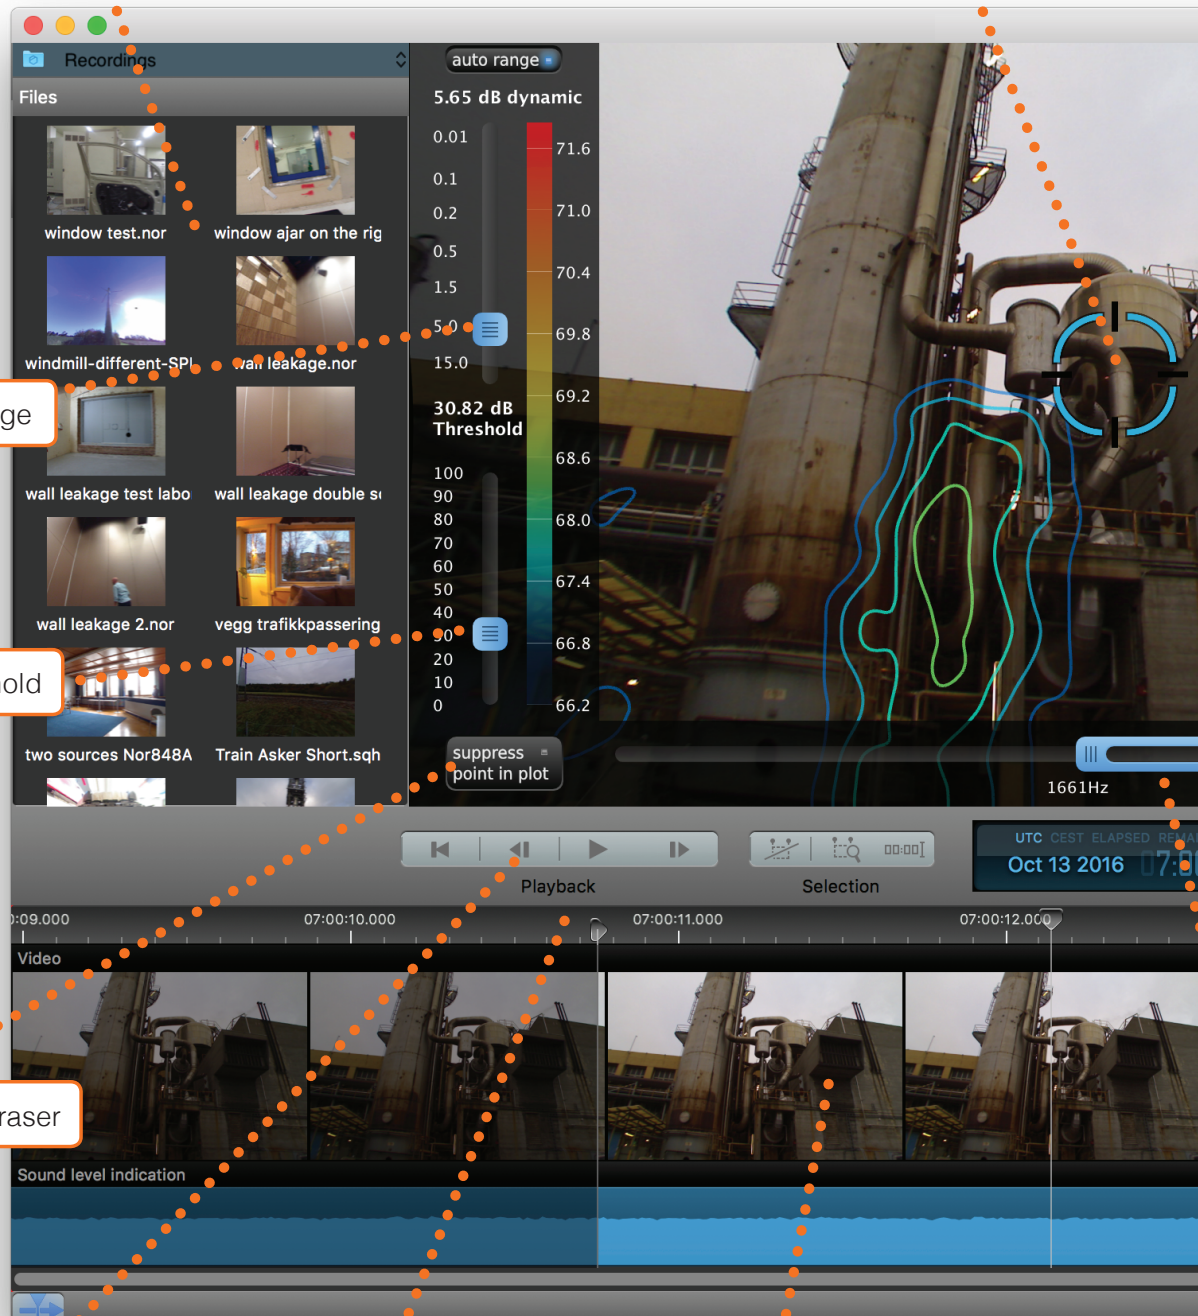 Recordings
Files
window test.nor
window ajar on the rig
windmill-different-SPL
wall leakage.nor
wall leakage test labo
wall leakage double s
wall leakage 2.nor
vegg trafikkpassering
two sources Nor848A
Train Asker Short.sqh
auto range
5.65 dB dynamic
0.01
0.1
0.2
0.5
1.5
5.0
15.0
30.82 dB
Threshold
100
90
80
70
60
50
40
30
20
10
0
71.6
71.0
70.4
69.8
69.2
68.6
68.0
67.4
66.8
66.2
ge
old
raser
suppress
point in plot
1661Hz
Playback
Selection
00:00
UTC CEST ELAPSED REMA
Oct 13 2016 07:00
0:09.000
07:00:10.000
07:00:11.000
07:00:12.000
Video
Sound level indication